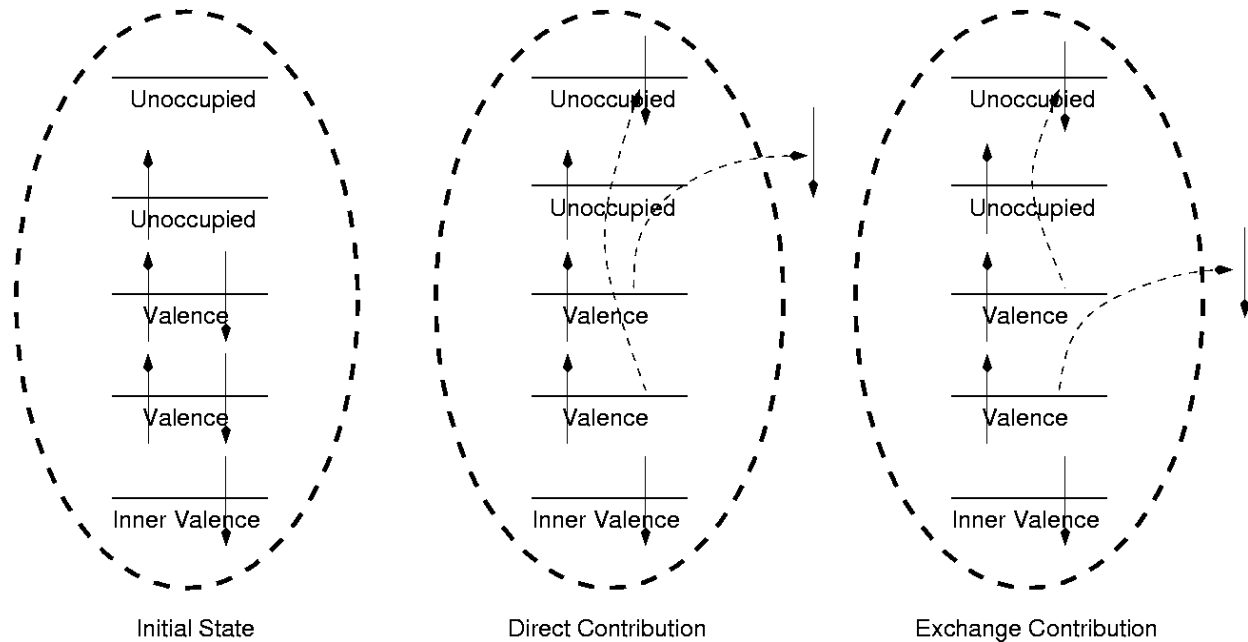 Unoccupied
Unoccupied
Valence
Valence
Inner Valence
Initial State
Unoccupied
Unoccupied
Valence
Valence
Inner Valence
Direct Contribution
Unoccupied
Unoccupied
Valence
Valence
Inner Valence
Exchange Contribution